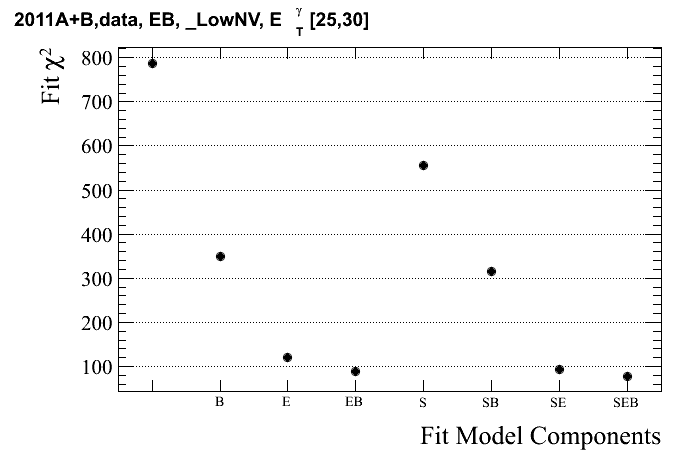 2011A+B,data, EB, _LowNV, E γ T [25,30]
Fit χ²
800
700
600
500
400
300
200
100
B E EB S SB SE SEB
Fit Model Components